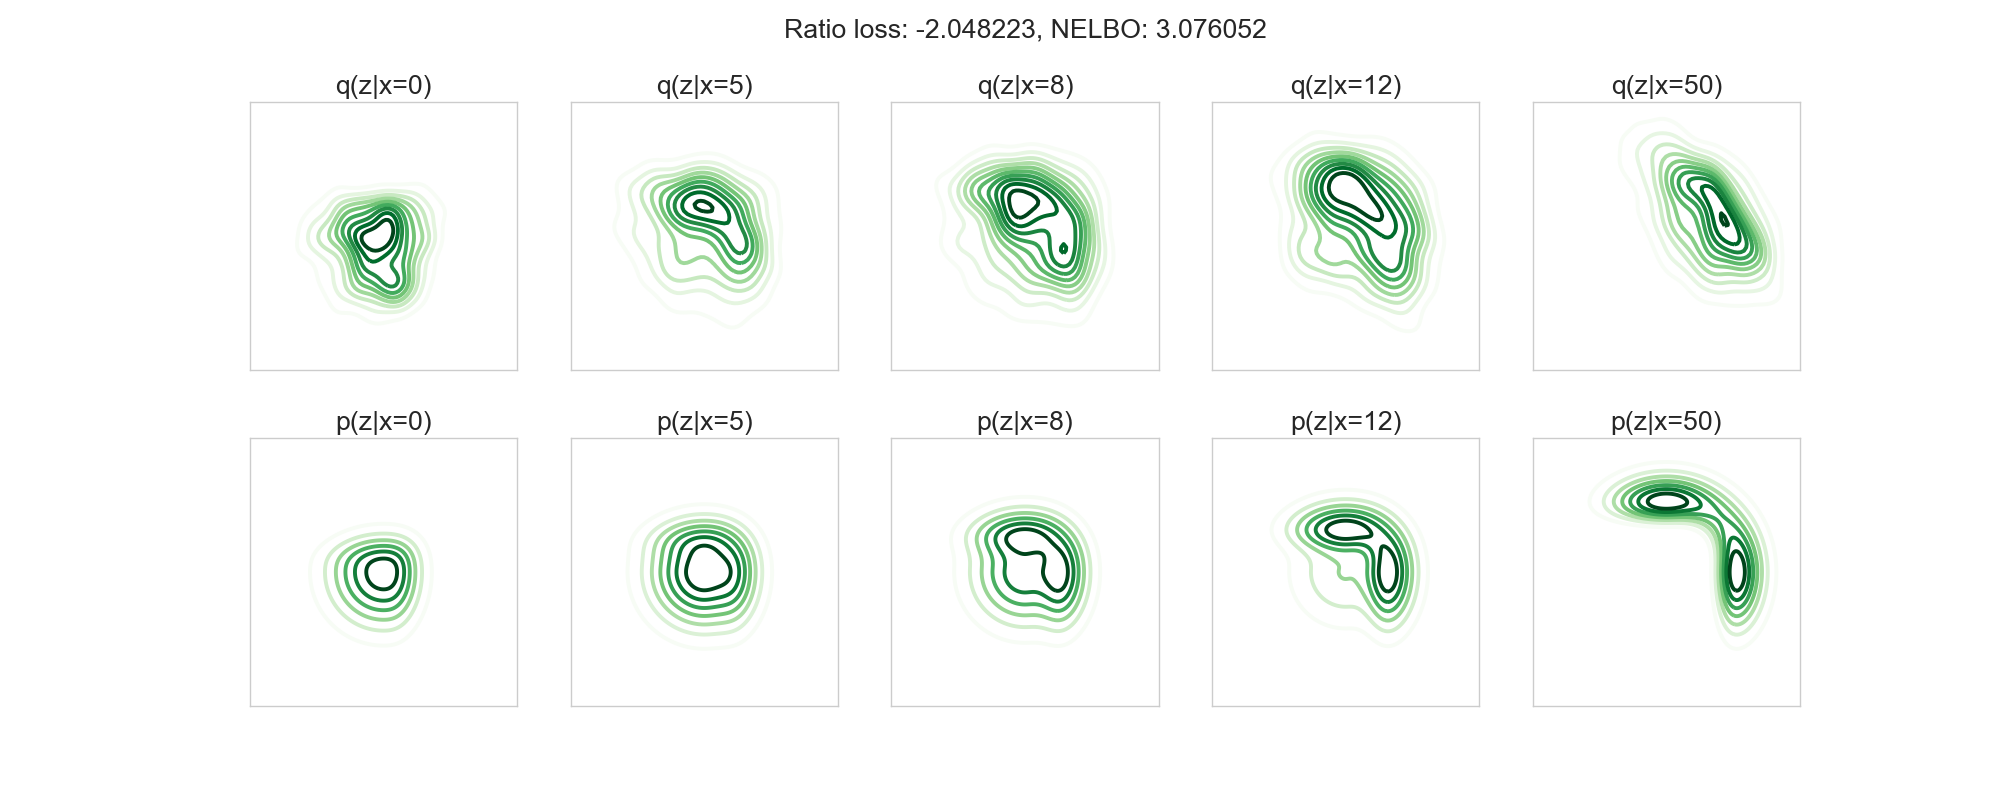 Ratio loss: -2.048223, NELBO: 3.076052
q(z|x=0) q(z|x=5) q(z|x=8) q(z|x=12) q(z|x=50)
p(z|x=0) p(z|x=5) p(z|x=8) p(z|x=12) p(z|x=50)